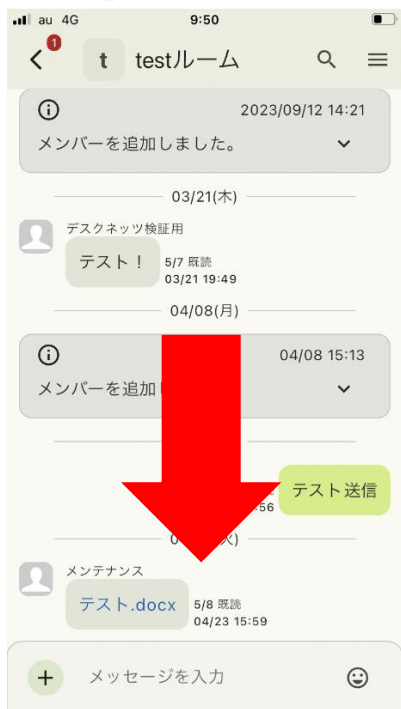 au 4G 9:50
1
t testルーム
2023/09/12 14:21
メンバーを追加しました。
03/21(木)
デスクネッツ検証用
テスト！ 5/7 既読
03/21 19:49
04/08(月)
04/08 15:13
メンバーを追加
テスト送信
:56
メンテナンス
テスト.docx 5/8 既読
04/23 15:59
+ メッセージを入力